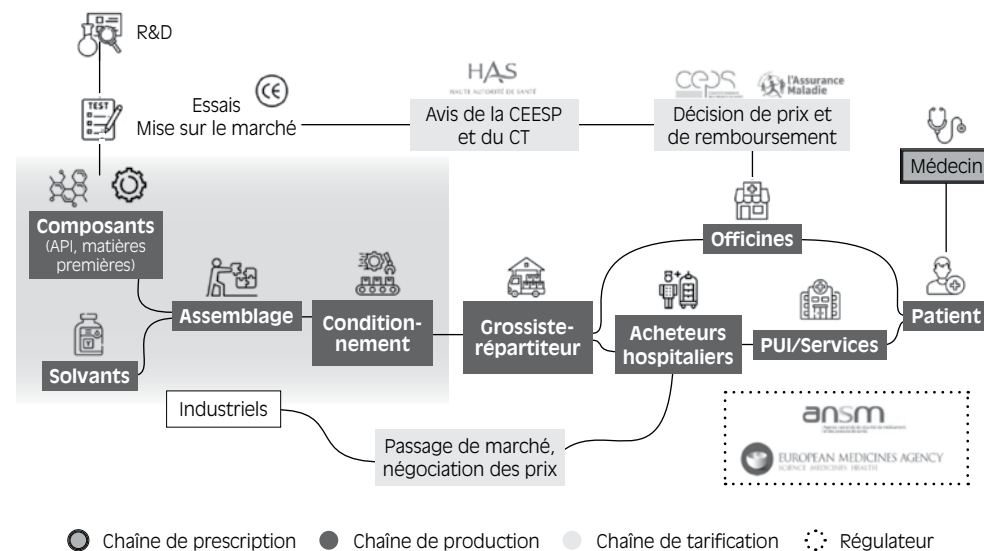 R&D
TEST
Essais
Mise sur le marché
CE
HAS
HAUTE AUTORITÉ DE SANTÉ
Avis de la CEESP
et du CT
ceps
l'Assurance
Maladie
Décision de prix et
de remboursement
Médecin
Composants
(API, matières
premières)
Officines
Assemblage
Condition-
nement
Grossiste-
répartiteur
Acheteurs
hospitaliers
PUI/Services
Patient
Solvants
Industriels
Passage de marché,
négociation des prix
ansm
EUROPEAN MEDICINES AGENCY
SCIENCE MEDICINES HEALTH
Chaîne de prescription
Chaîne de production
Chaîne de tarification
Régulateur